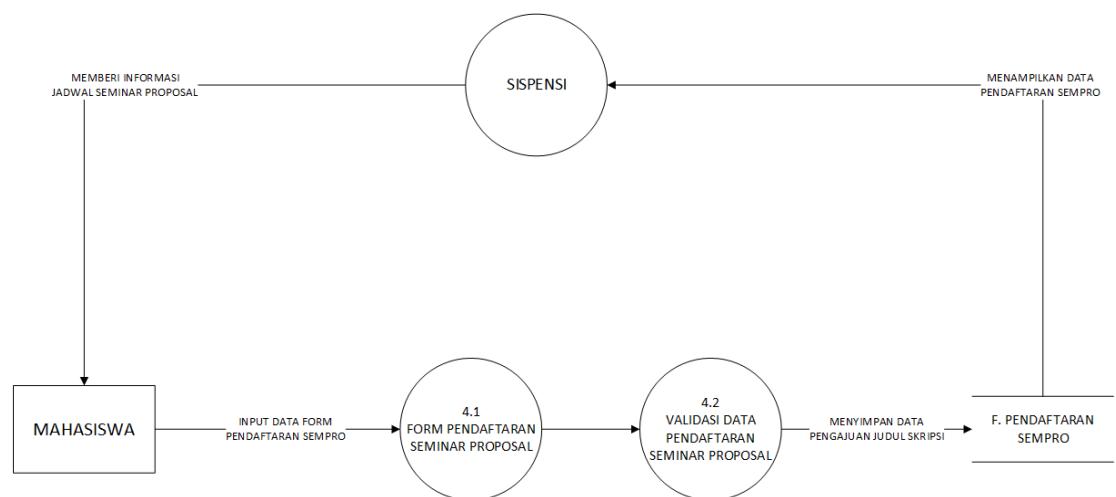 MEMBERI INFORMASI
JADWAL SEMINAR PROPOSAL
SISPENSI
MENAMPILKAN DATA
PENDAFTARAN SEMPRO
MAHASISWA
INPUT DATA FORM
PENDAFTARAN SEMPRO
4.1
FORM PENDAFTARAN
SEMINAR PROPOSAL
4.2
VALIDASI DATA
PENDAFTARAN
SEMINAR PROPOSAL
MENYIMPAN DATA
PENGAJUAN JUDUL SKRIPSI
F. PENDAFTARAN
SEMPRO